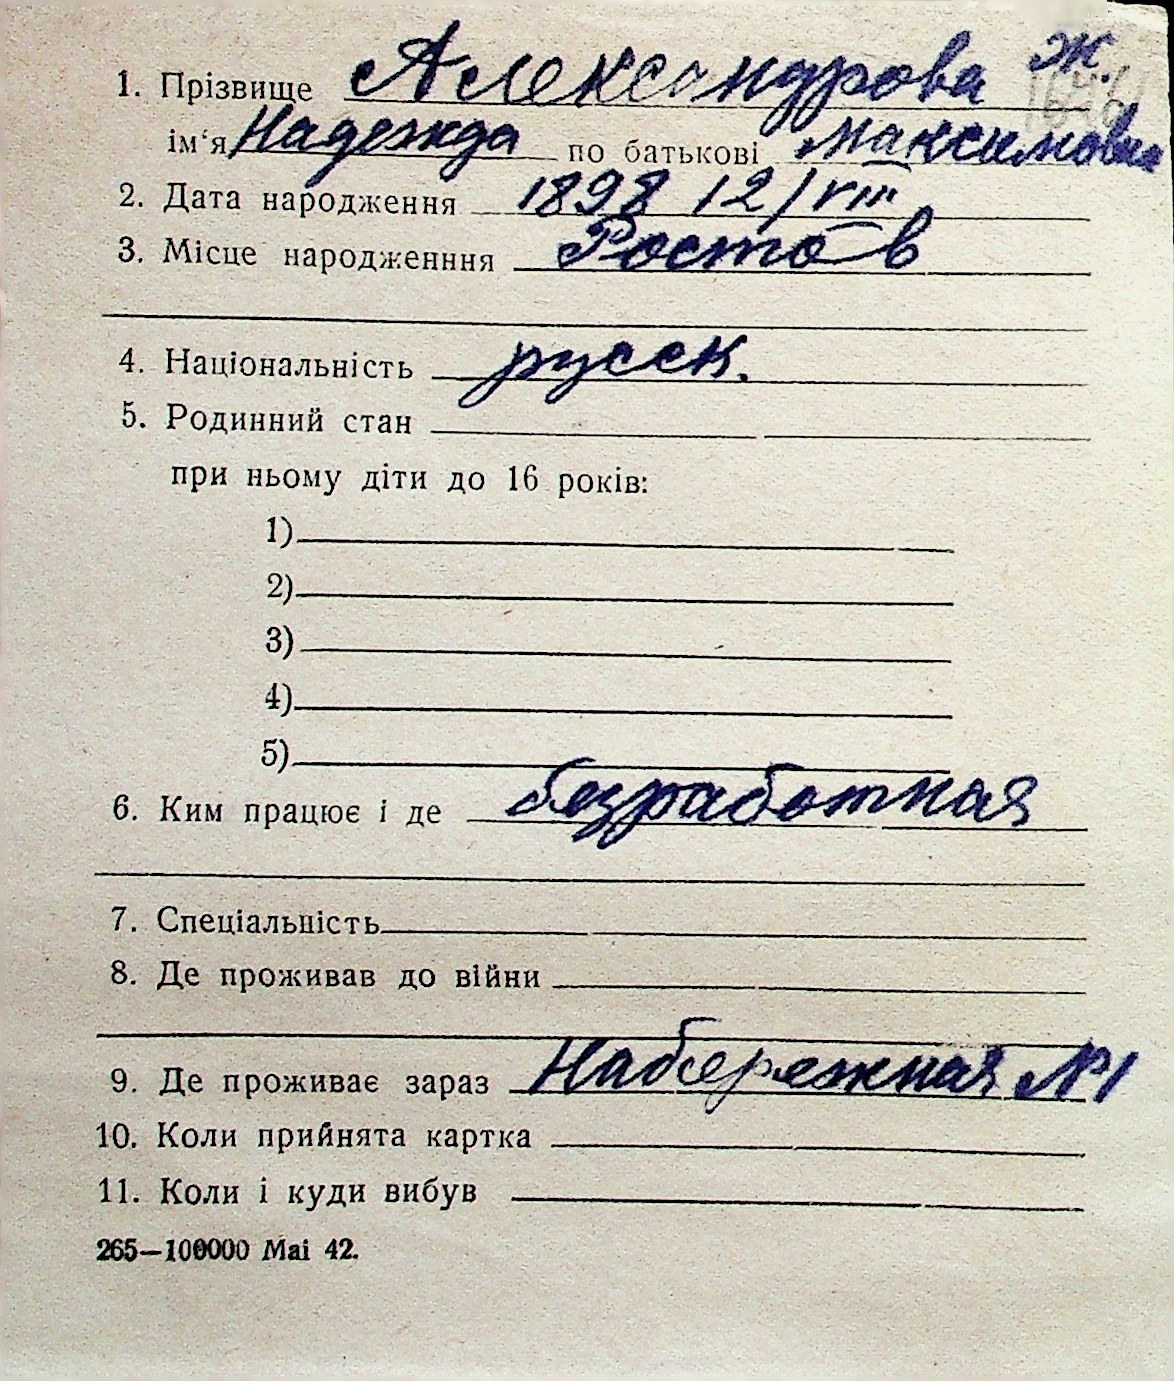 1. Прізвище Александрова Ж.
ім‘я Надежда по батькові Максимовна
2. Дата народження 1898 12/VIII
3. Місце народженння Ростов
4. Національність русск.
5. Родинний стан
при ньому діти до 16 років:
1)
2)
3)
4)
5)
6. Ким працює і де безработная
7. Спеціальність
8. Де проживав до війни
9. Де проживає зараз Набережная №1
10. Коли прийнята картка
11. Коли і куди вибув
265—100000 Mai 42.